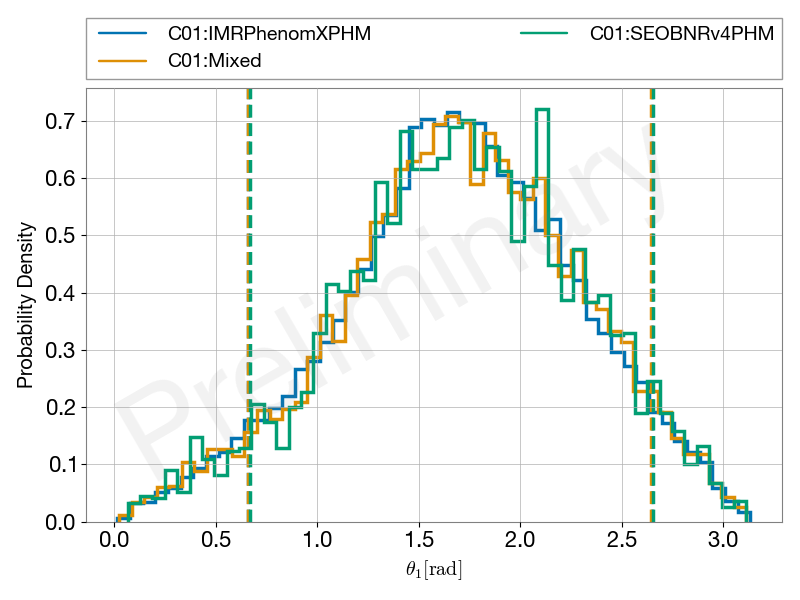 C01:IMRPhenomXPHM
C01:SEOBNRv4PHM
C01:Mixed
Preliminary
Probability Density
0.7
0.6
0.5
0.4
0.3
0.2
0.1
0.0
0.0 0.5 1.0 1.5 2.0 2.5 3.0
θ₁[rad]